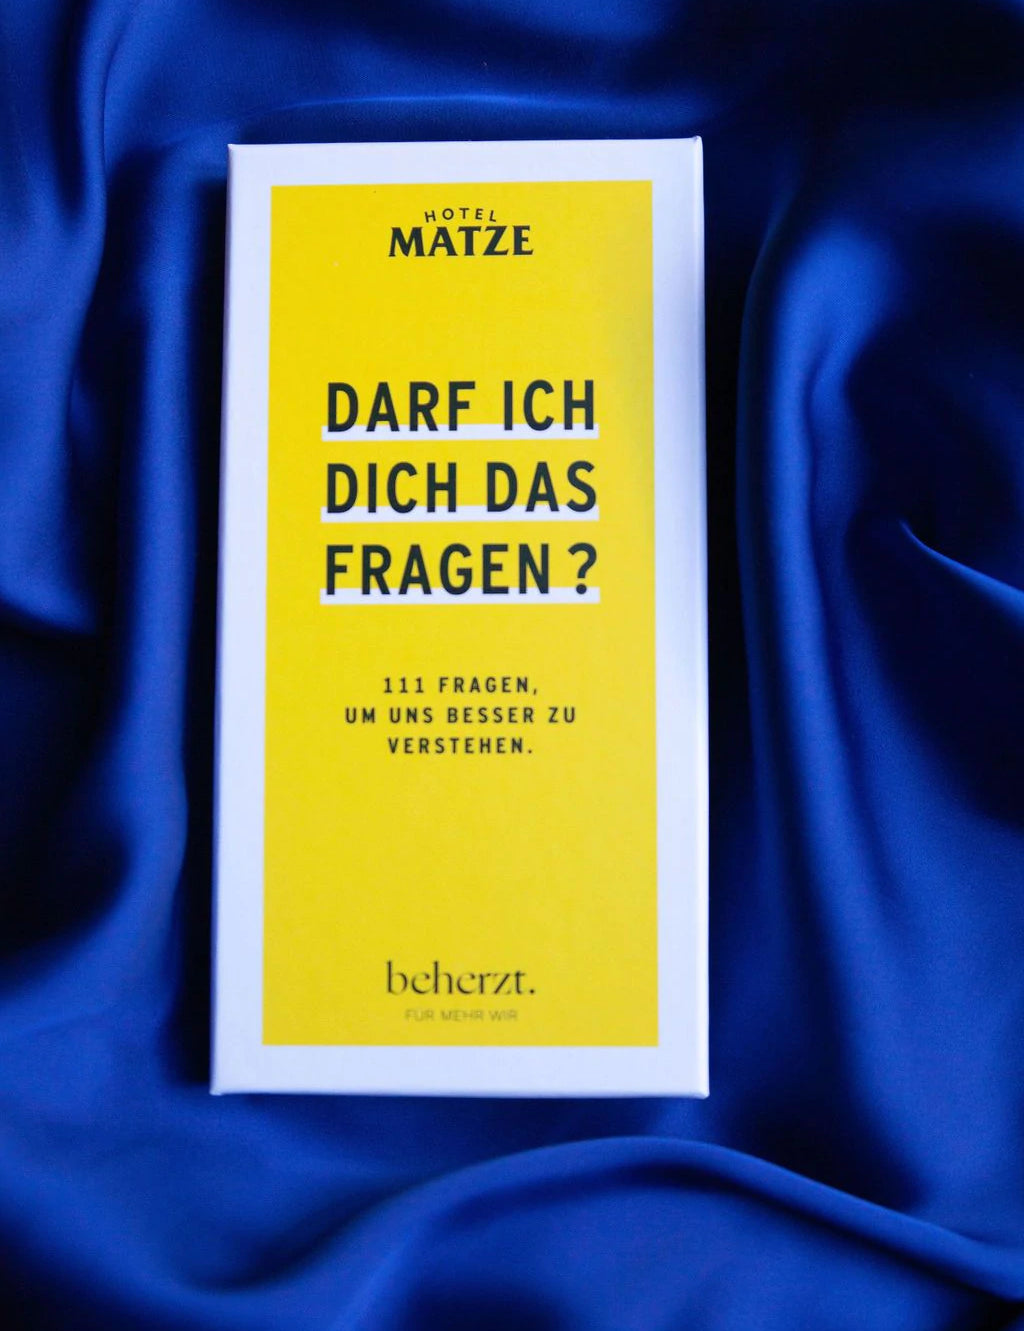 HOTEL
MATZE
DARF ICH
DICH DAS
FRAGEN?
111 FRAGEN,
UM UNS BESSER ZU
VERSTEHEN.
beherzt.
FÜR MEHR WIR